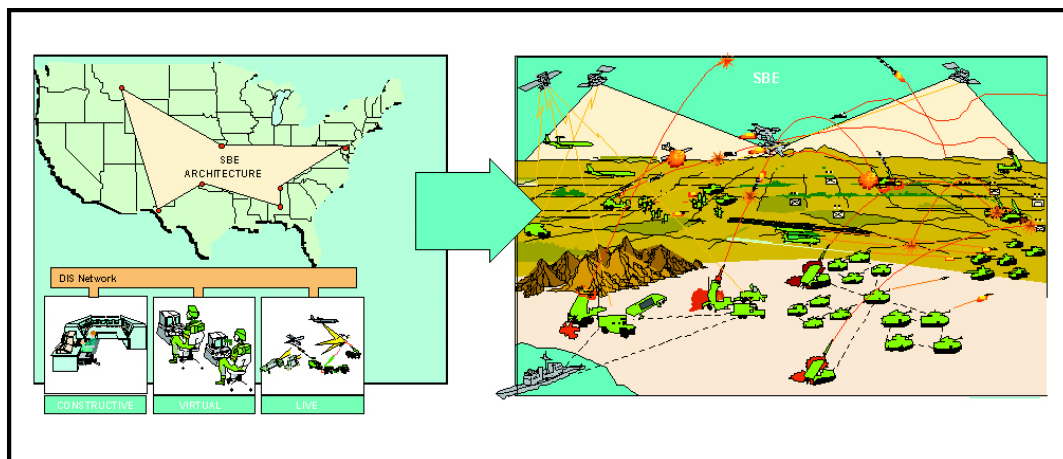 SBE
ARCHITECTURE
DIS Network
CONSTRUCTIVE
VIRTUAL
LIVE
SBE